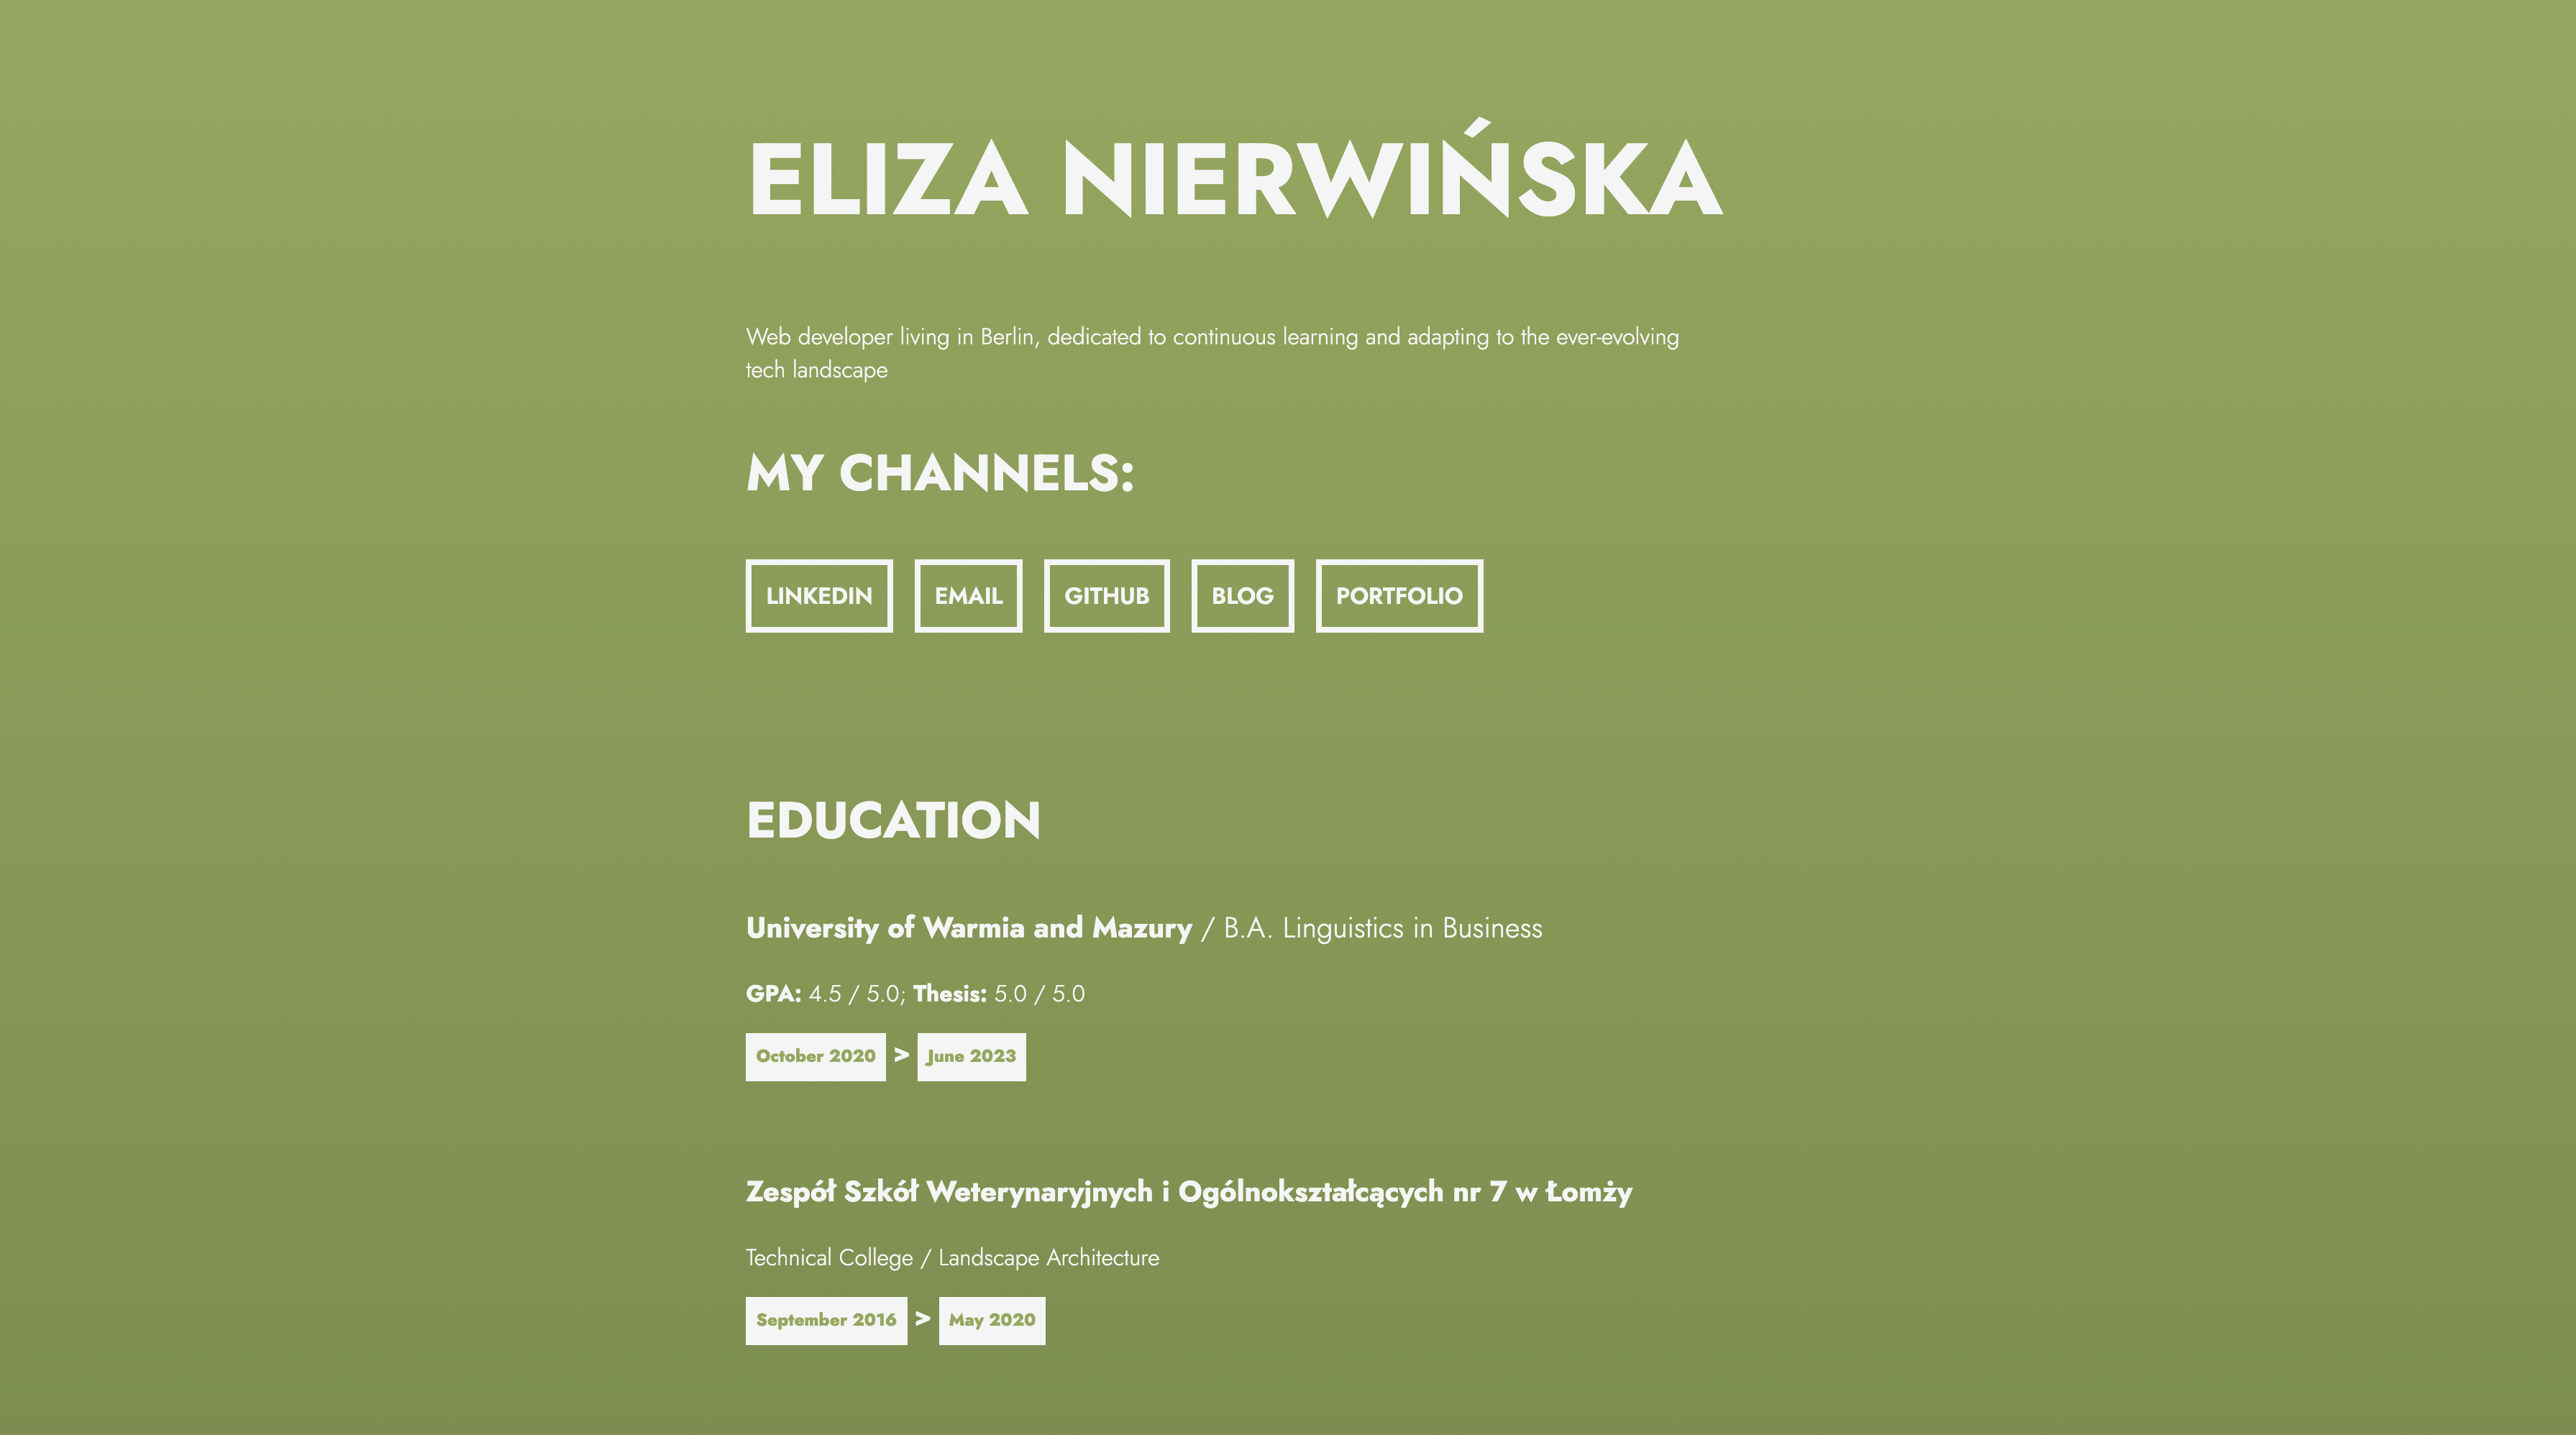 ELIZA NIERWIŃSKA
Web developer living in Berlin, dedicated to continuous learning and adapting to the ever-evolving
tech landscape
MY CHANNELS:
LINKEDIN EMAIL GITHUB BLOG PORTFOLIO
EDUCATION
University of Warmia and Mazury / B.A. Linguistics in Business
GPA: 4.5 / 5.0; Thesis: 5.0 / 5.0
October 2020 > June 2023
Zespół Szkół Weterynaryjnych i Ogólnokształcących nr 7 w Łomży
Technical College / Landscape Architecture
September 2016 > May 2020